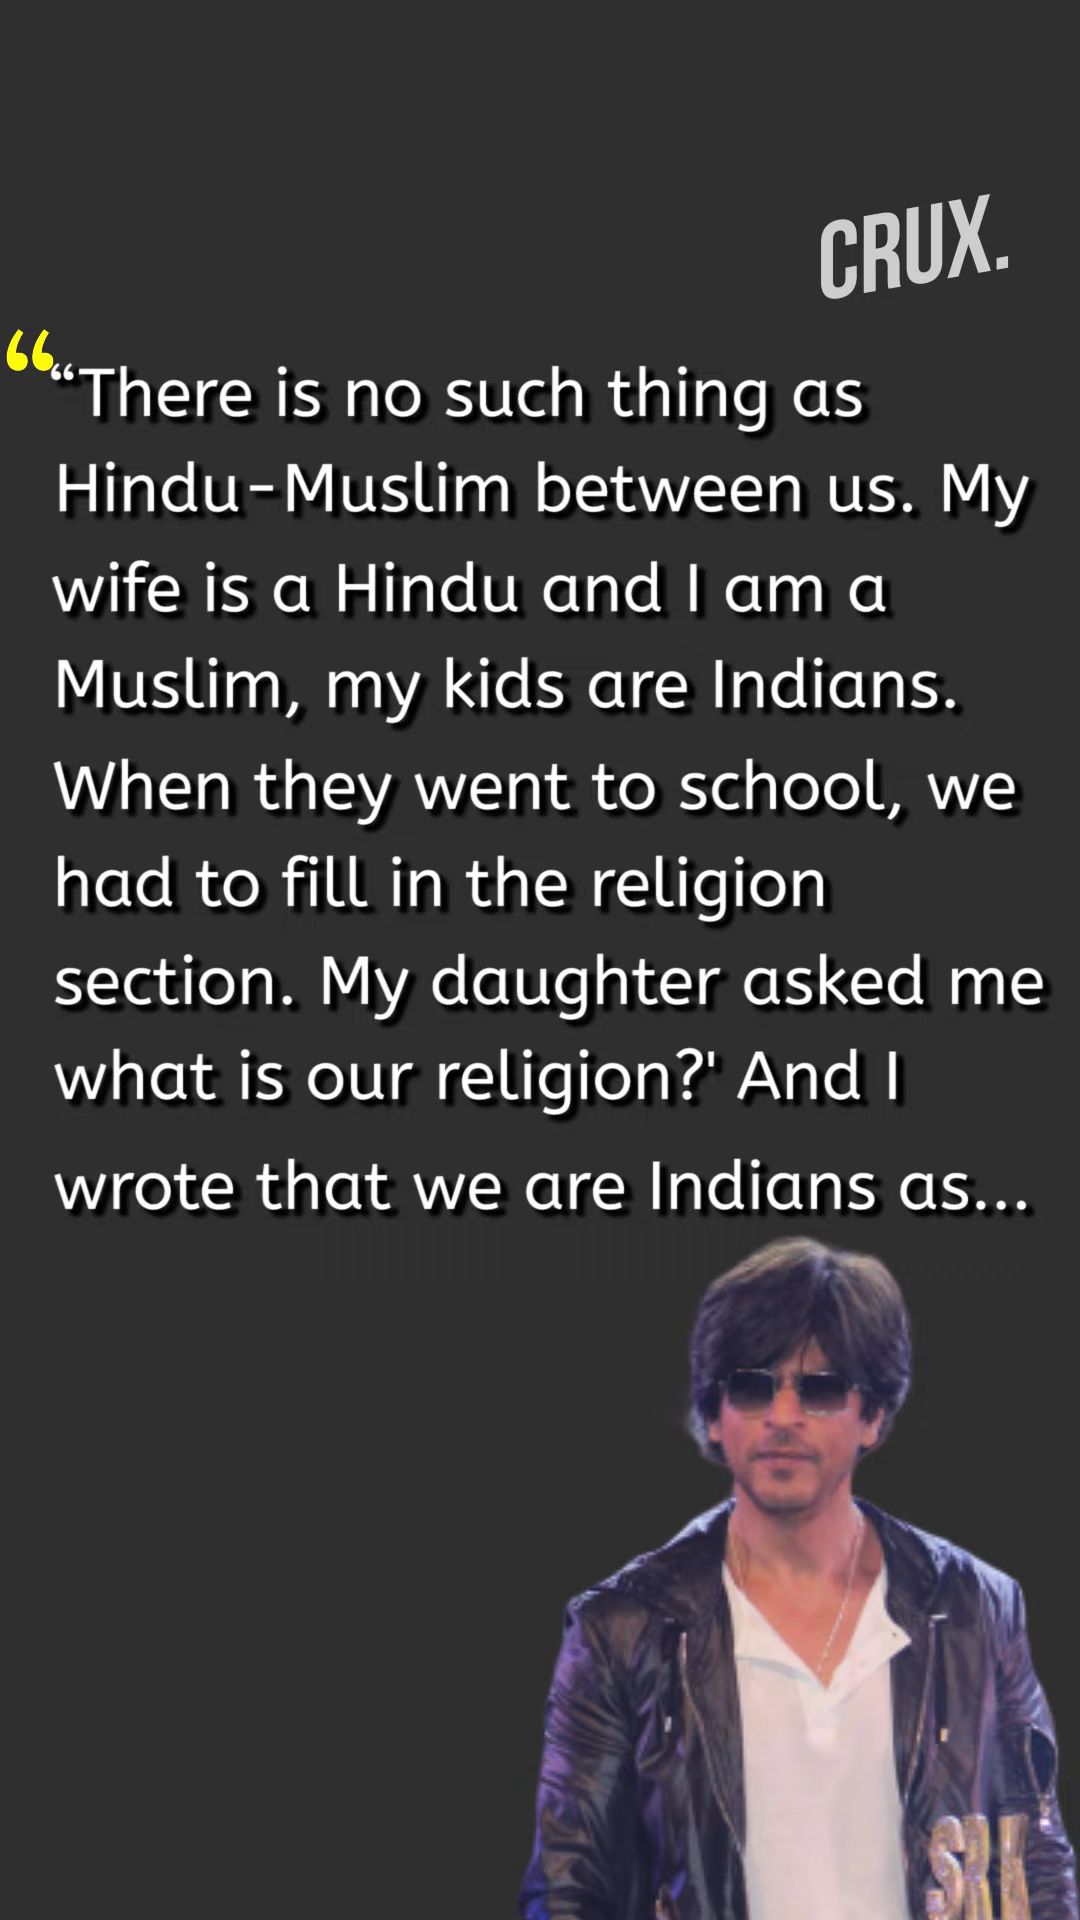 CRUX.
“
“There is no such thing as
Hindu-Muslim between us. My
wife is a Hindu and I am a
Muslim, my kids are Indians.
When they went to school, we
had to fill in the religion
section. My daughter asked me
what is our religion?' And I
wrote that we are Indians as...
SRK